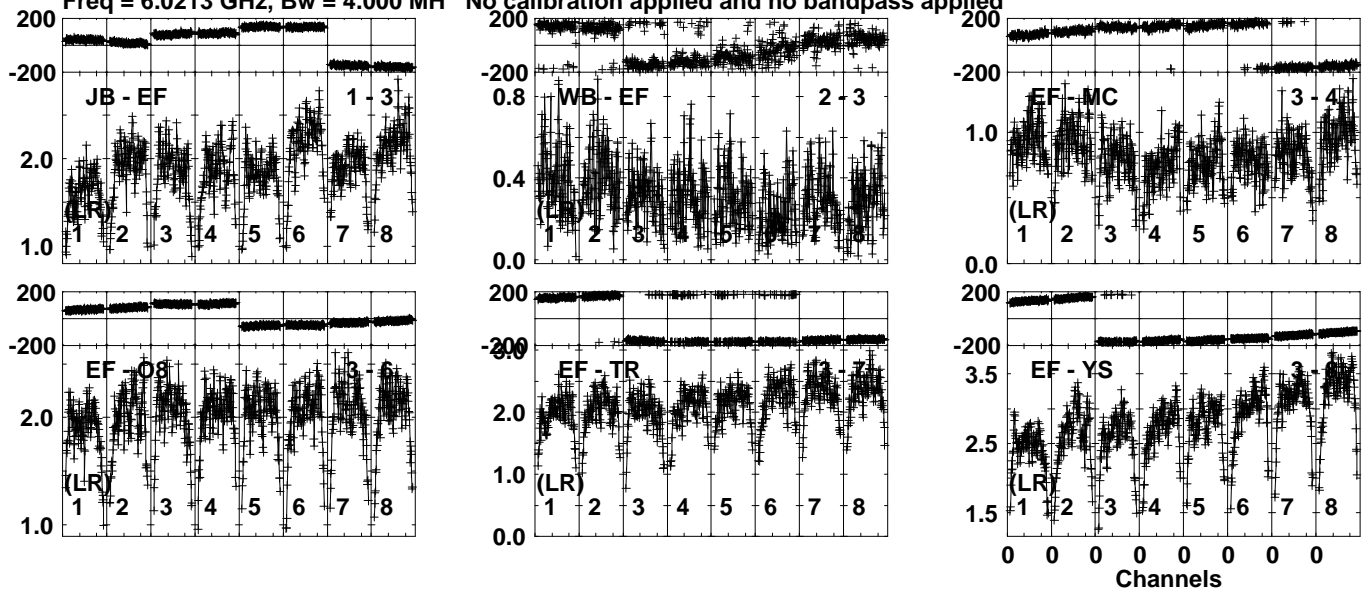 Freq = 6.0213 GHz, Bw = 4.000 MH No calibration applied and no bandpass applied
200
-200
JB - EF 1 - 3
2.0
(LR)
1.0
1 2 3 4 5 6 7 8
-200
0.8
WB - EF 2 - 3
0.4
(LR)
0.0
1 2 3 4 5 6 7 8
200
-200
EF - MC 3 - 4
1.0
(LR)
0.0
1 2 3 4 5 6 7 8
200
-200
EF - O8 3 - 6
2.0
(LR)
1.0
1 2 3 4 5 6 7 8
200
-200
3.0
EF - TR 3 - 7
2.0
1.0
(LR)
0.0
1 2 3 4 5 6 7 8
200
-200
EF - YS
3.5
2.5
(LR)
1.5
1 2 3 4 5 6 7 8
0 0 0 0 0 0 0 0
Channels